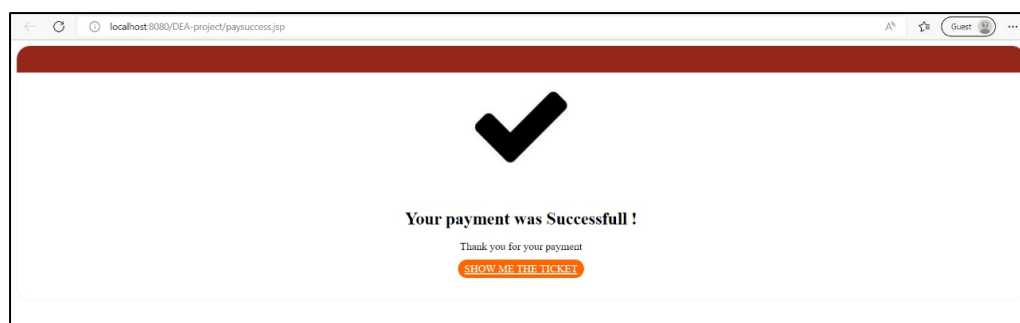 localhost:8080/DEA-project/paysuccess.jsp
Guest
Your payment was Successfull !
Thank you for your payment
SHOW ME THE TICKET